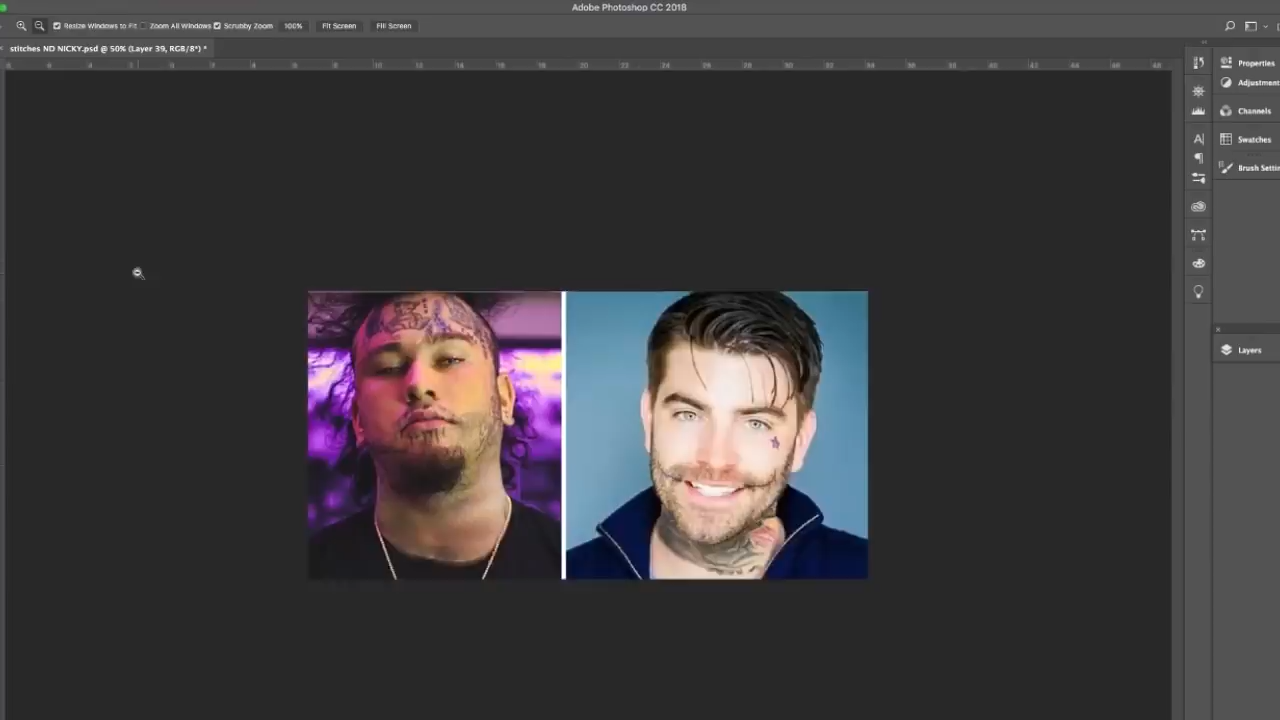 Adobe Photoshop CC 2018
Resize Windows to Fit Zoom All Windows Scrubby Zoom 100% Fit Screen Fill Screen
stitches ND NICKY.psd @ 50% (Layer 39, RGB/8*) *
Properties
Adjustment
Channels
Swatches
Brush Setti
Layers